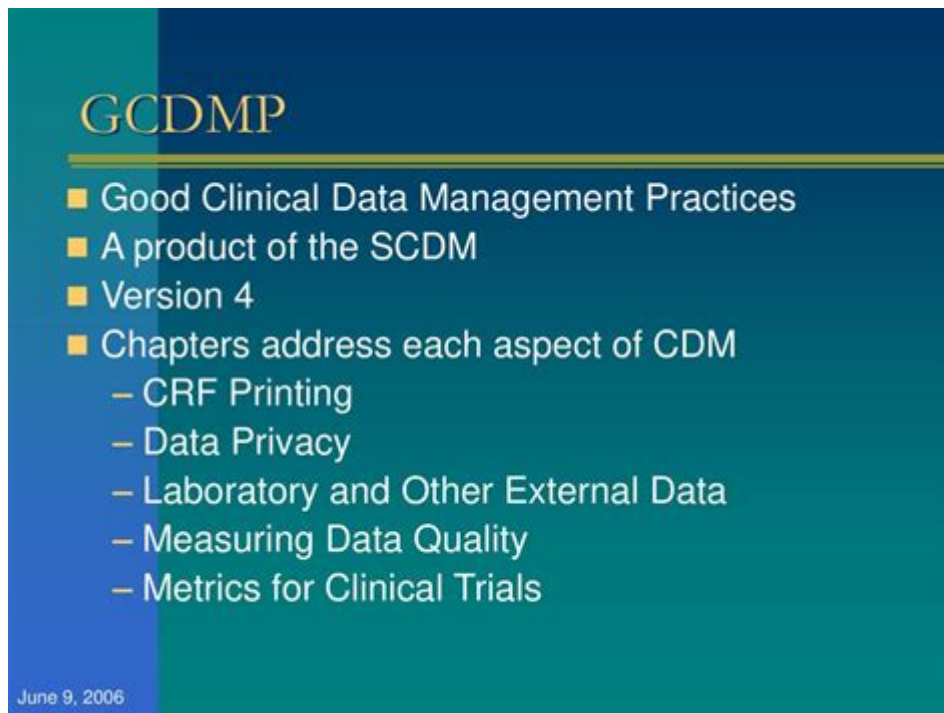 GCDMP
Good Clinical Data Management Practices
A product of the SCDM
Version 4
Chapters address each aspect of CDM
– CRF Printing
– Data Privacy
– Laboratory and Other External Data
– Measuring Data Quality
– Metrics for Clinical Trials
June 9, 2006